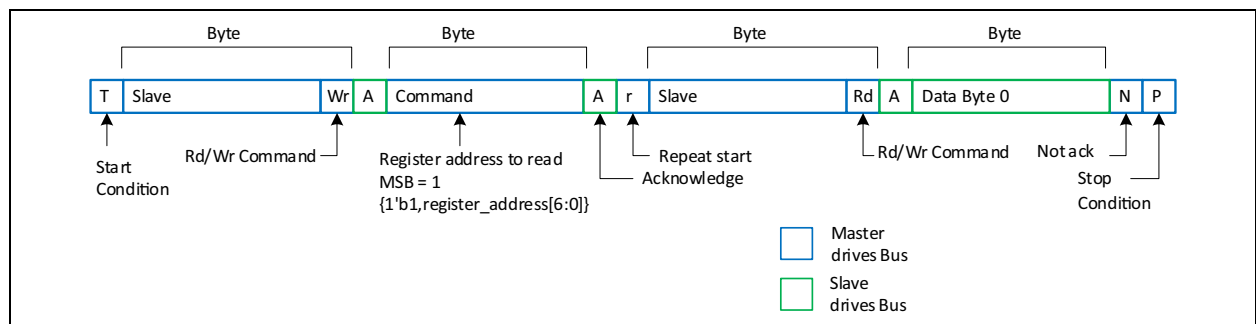 Byte Byte Byte Byte
T Slave Wr A Command A r Slave Rd A Data Byte 0 N P
Start
Condition
Rd/Wr Command
Register address to read
MSB = 1
{1'b1,register_address[6:0]}
Repeat start
Acknowledge
Rd/Wr Command
Not ack
Stop
Condition
Master
drives Bus
Slave
drives Bus